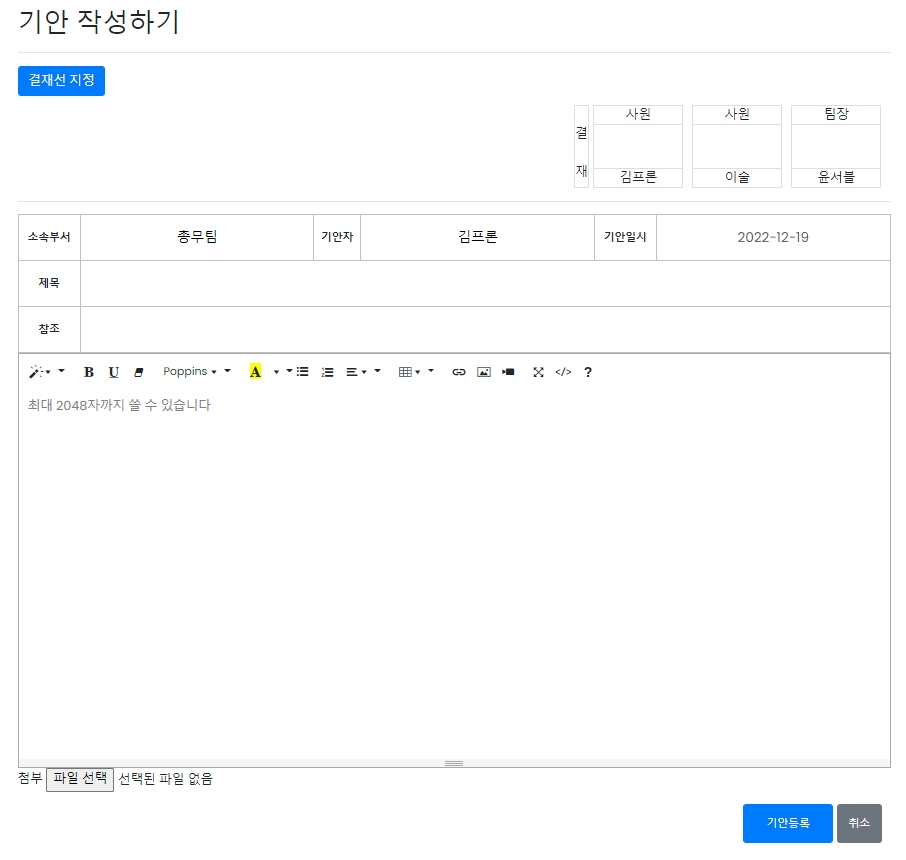 기안 작성하기
결재선 지정
결재
사원 사원 팀장
김프론 이술 윤서블
소속부서 총무팀 기안자 김프론 기안일시 2022-12-19
제목
참조
B U Poppins A </> ?
최대 2048자까지 쓸 수 있습니다
첨부 파일 선택 선택된 파일 없음
기안등록 취소